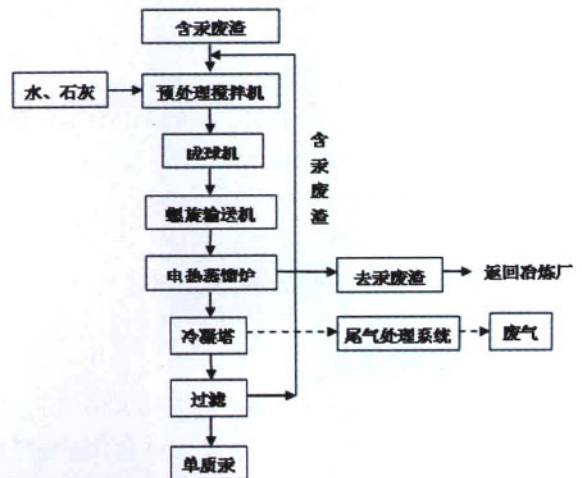 含汞废渣
水、石灰
预处理搅拌机
成球机
含汞废渣
螺旋输送机
电热蒸馏炉
去汞废渣
返回冶炼厂
冷凝塔
尾气处理系统
废气
过滤
单质汞